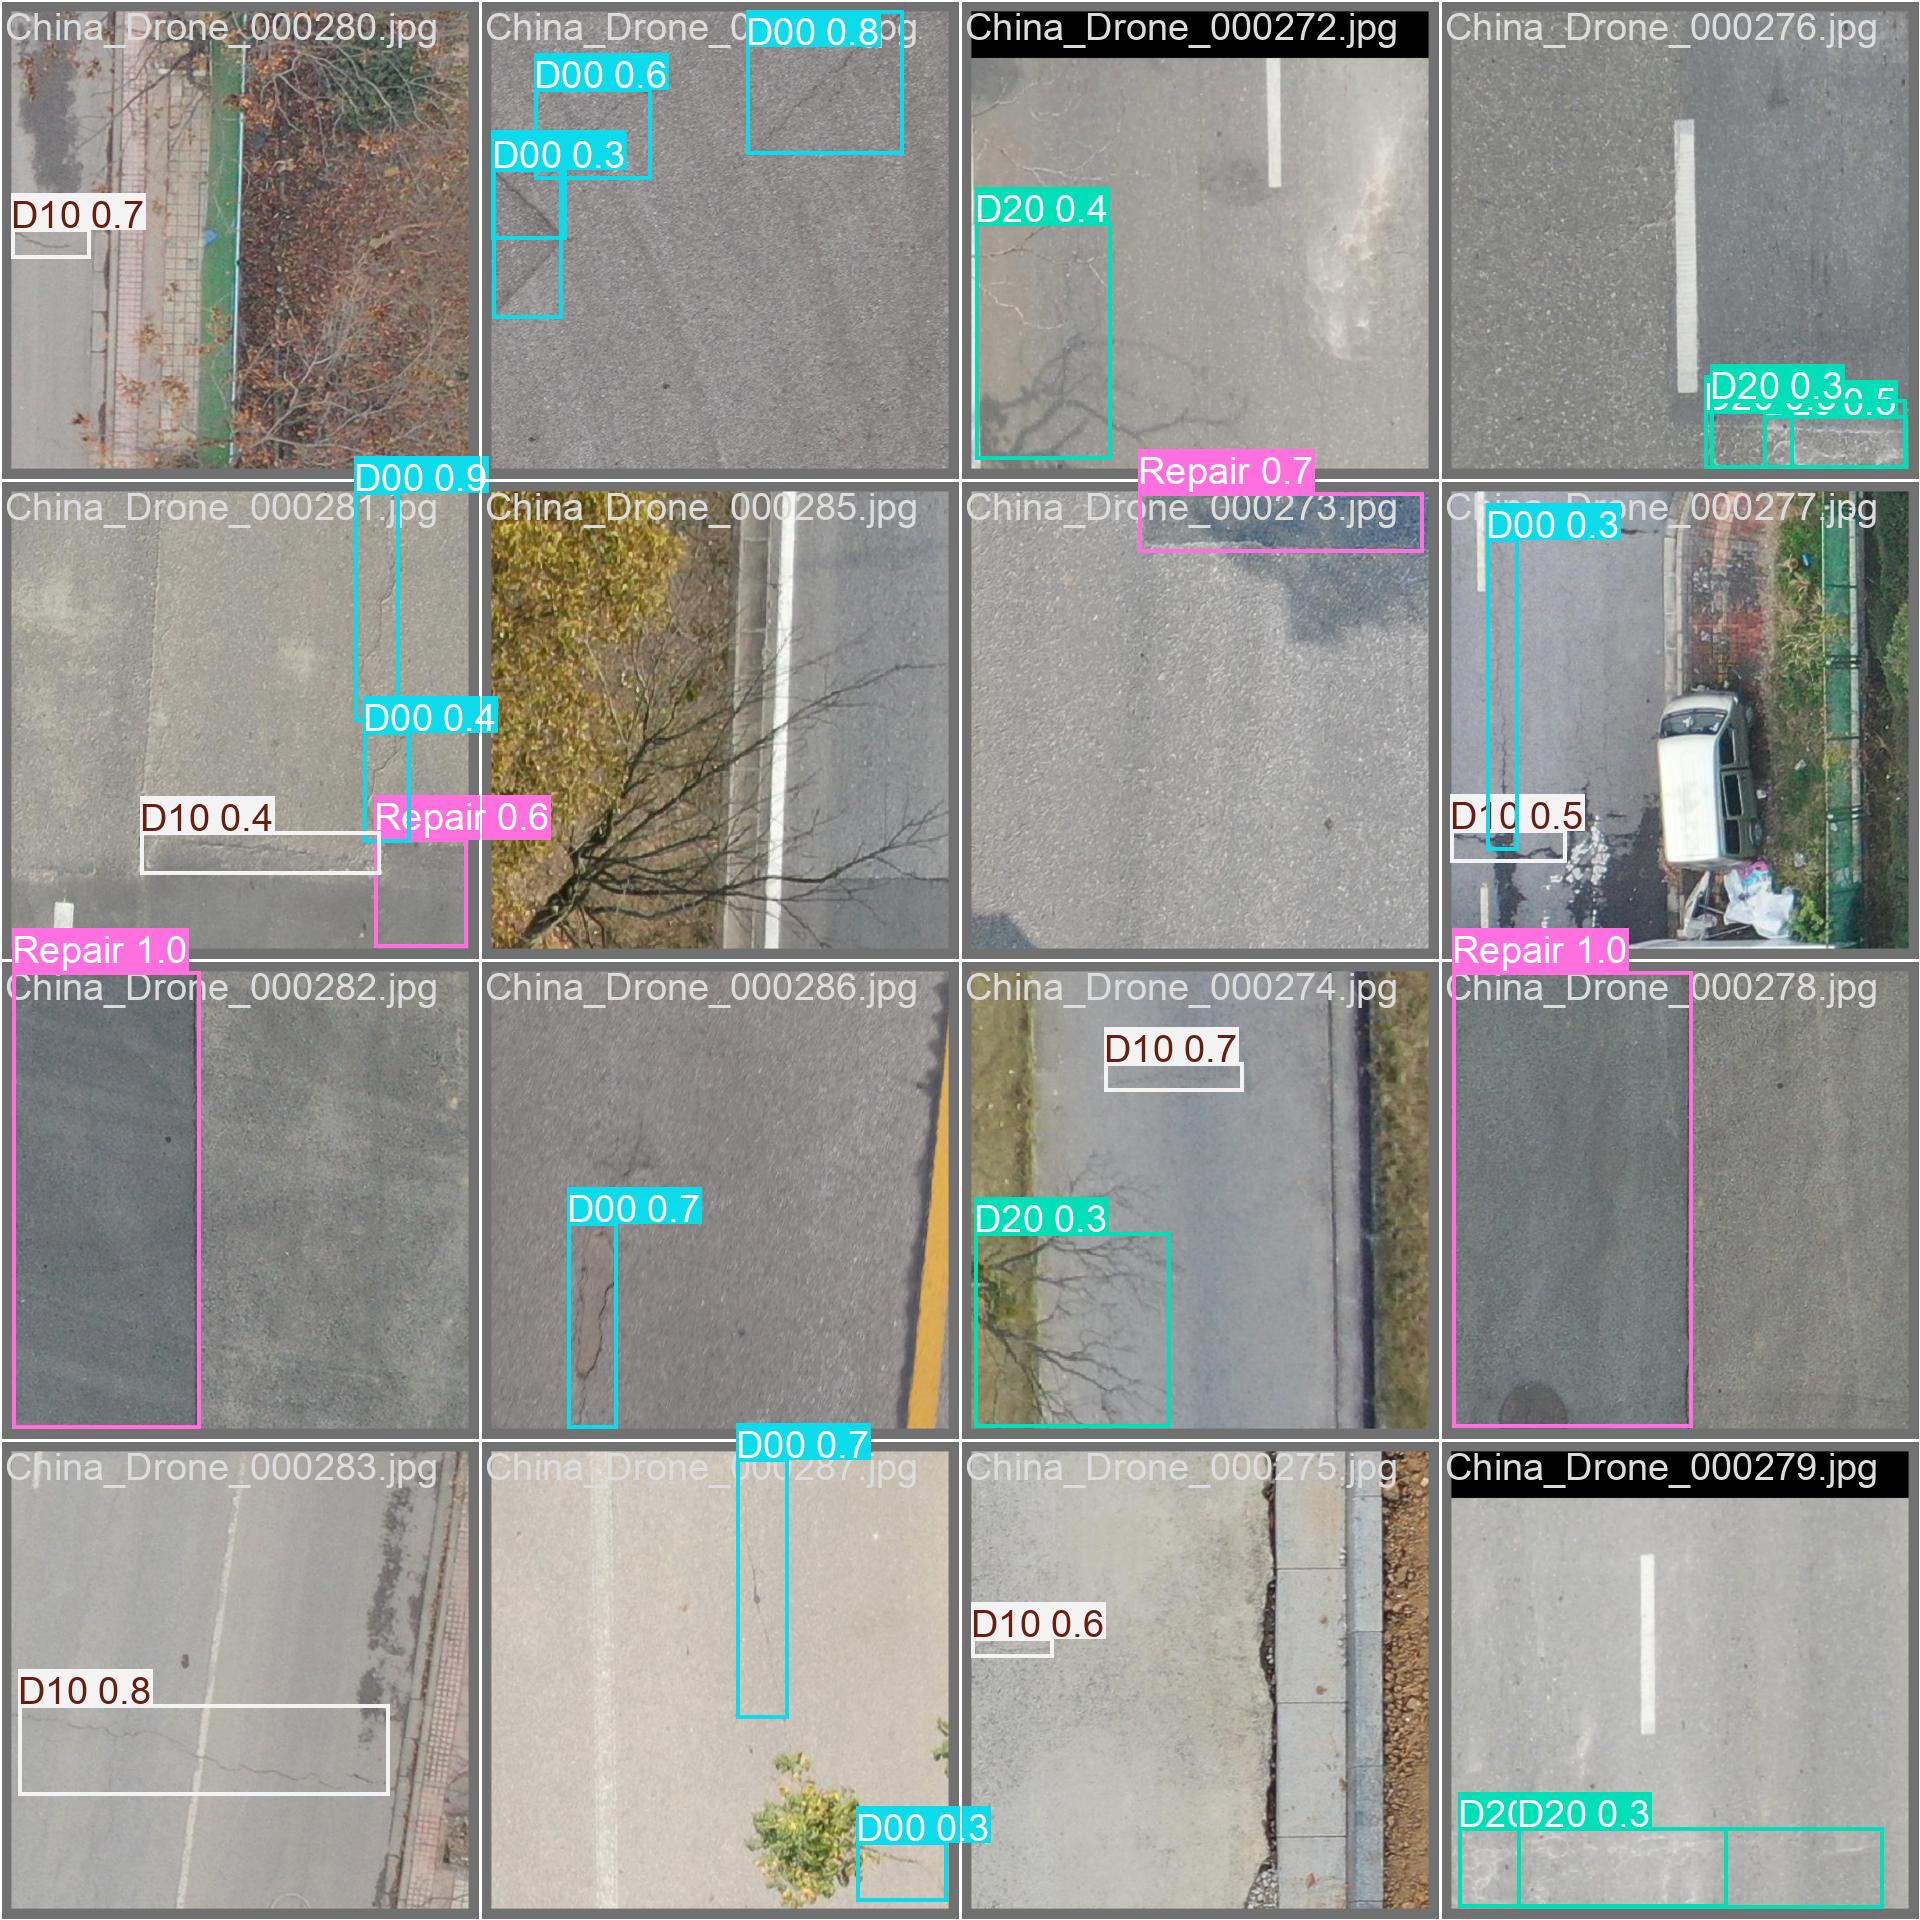 China_Drone_000280.jpg
D10 0.7
D00 0.8
D00 0.6
D00 0.3
China_Drone_000272.jpg
D20 0.4
China_Drone_000276.jpg
D20 0.3
0.5
China_Drone_000281.jpg
D00 0.9
D00 0.4
D10 0.4
Repair 0.6
China_Drone_000285.jpg
China_Drone_000273.jpg
Repair 0.7
China_Drone_000277.jpg
D00 0.3
D10 0.5
China_Drone_000282.jpg
Repair 1.0
China_Drone_000286.jpg
D00 0.7
China_Drone_000274.jpg
D10 0.7
D20 0.3
China_Drone_000278.jpg
Repair 1.0
China_Drone_000283.jpg
D10 0.8
China_Drone_000287.jpg
D00 0.7
D00 0.3
China_Drone_000275.jpg
D10 0.6
China_Drone_000279.jpg
D20 0.3